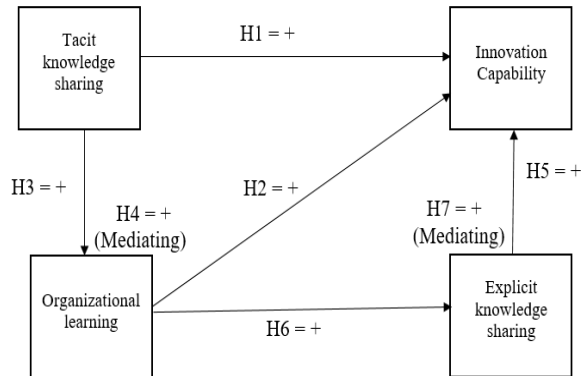 Tacit
knowledge
sharing
H1 = +
Innovation
Capability
H3 = +
H4 = +
(Mediating)
H2 = +
H7 = +
(Mediating)
H5 = +
Organizational
learning
H6 = +
Explicit
knowledge
sharing